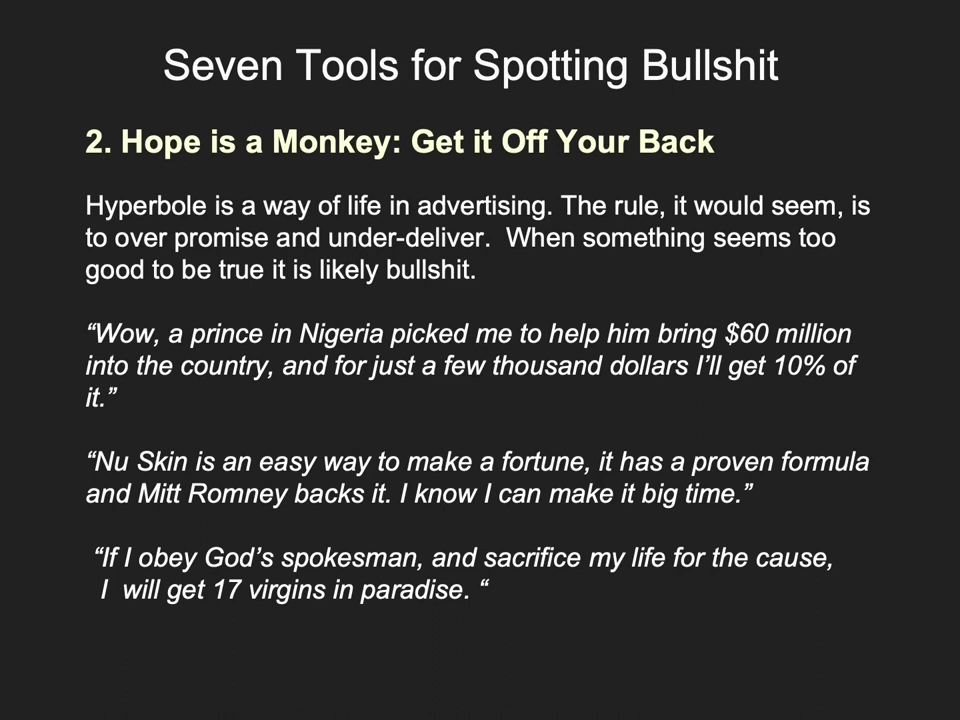 Seven Tools for Spotting Bullshit
2. Hope is a Monkey: Get it Off Your Back
Hyperbole is a way of life in advertising. The rule, it would seem, is
to over promise and under-deliver.  When something seems too
good to be true it is likely bullshit.
“Wow, a prince in Nigeria picked me to help him bring $60 million
into the country, and for just a few thousand dollars I’ll get 10% of
it.”
“Nu Skin is an easy way to make a fortune, it has a proven formula
and Mitt Romney backs it. I know I can make it big time.”
“If I obey God’s spokesman, and sacrifice my life for the cause,
I  will get 17 virgins in paradise. “